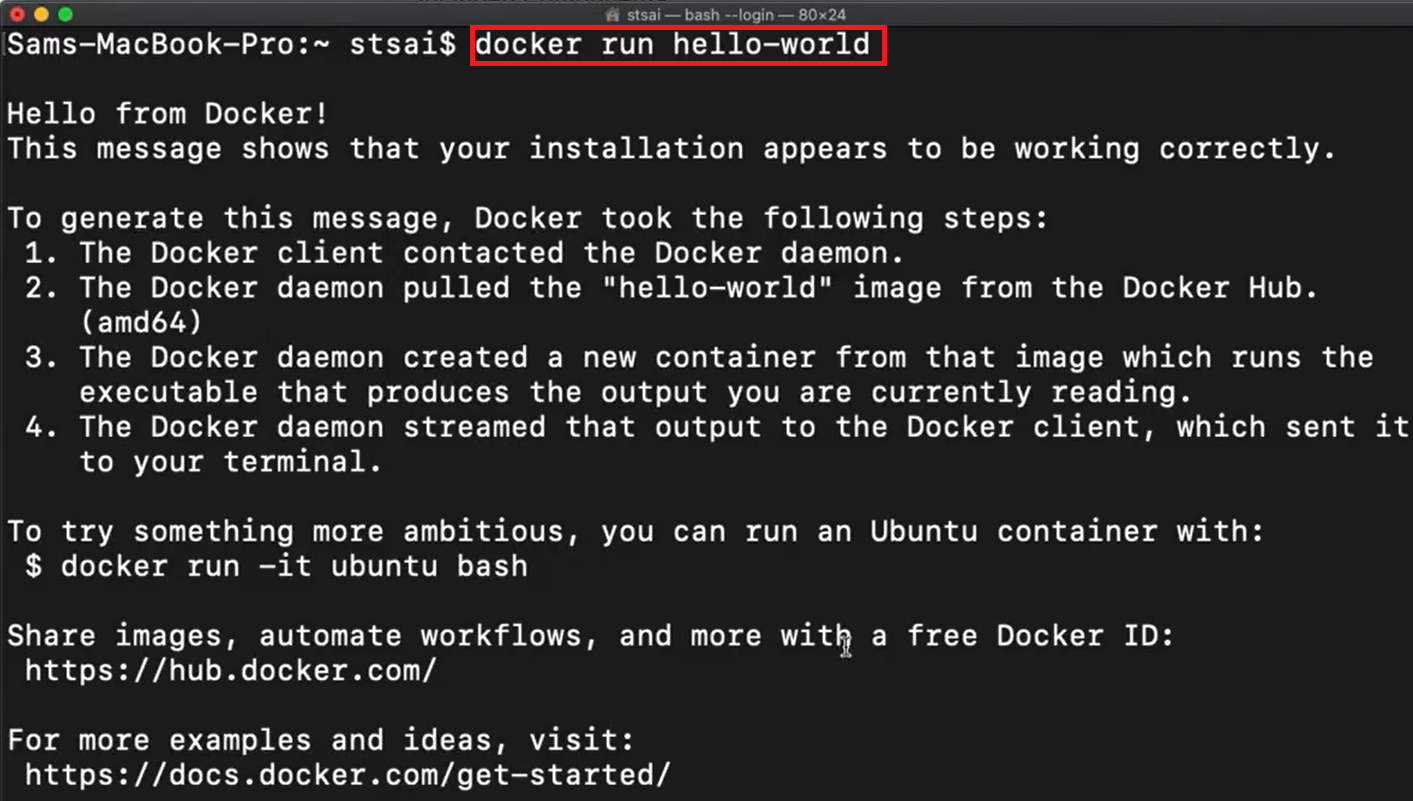 stsai — bash --login — 80×24
Sams-MacBook-Pro:~ stsai$ docker run hello-world
Hello from Docker!
This message shows that your installation appears to be working correctly.
To generate this message, Docker took the following steps:
1. The Docker client contacted the Docker daemon.
2. The Docker daemon pulled the "hello-world" image from the Docker Hub.
(amd64)
3. The Docker daemon created a new container from that image which runs the
executable that produces the output you are currently reading.
4. The Docker daemon streamed that output to the Docker client, which sent it
to your terminal.
To try something more ambitious, you can run an Ubuntu container with:
$ docker run -it ubuntu bash
Share images, automate workflows, and more with a free Docker ID:
https://hub.docker.com/
For more examples and ideas, visit:
https://docs.docker.com/get-started/